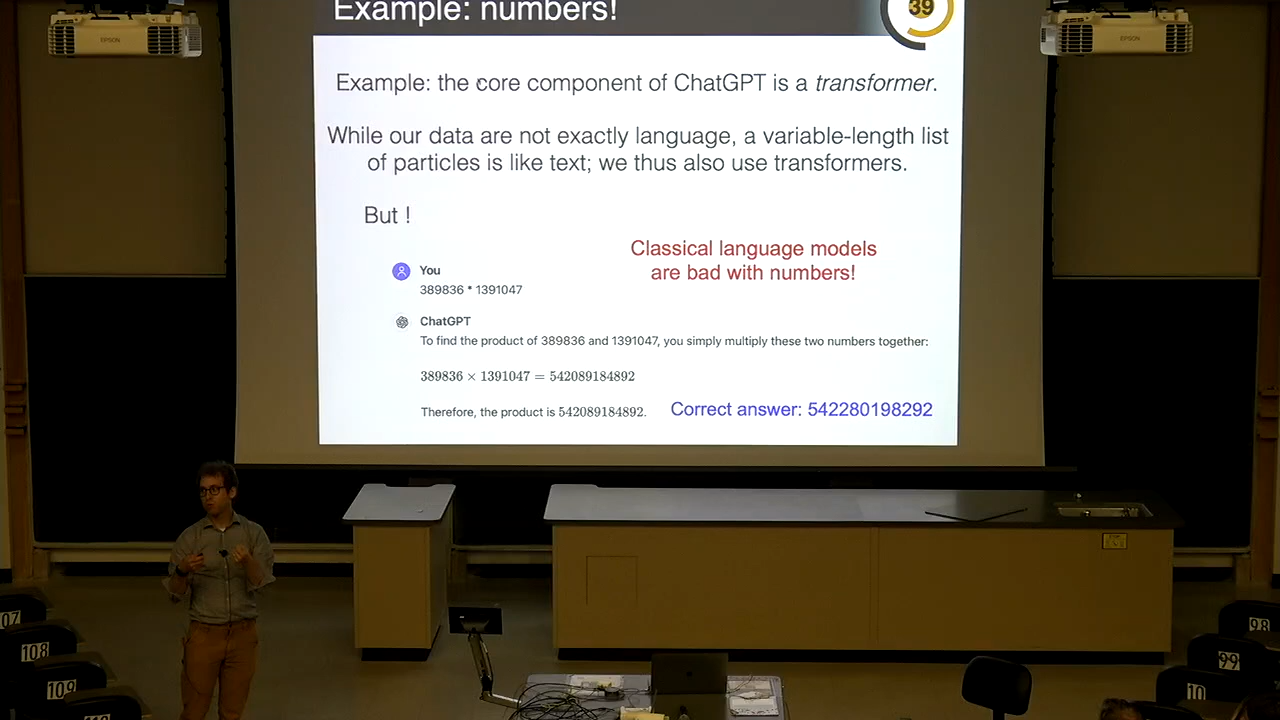 Example: numbers!
39
EPSON
EPSON
Example: the core component of ChatGPT is a transformer.
While our data are not exactly language, a variable-length list
of particles is like text; we thus also use transformers.
But !
Classical language models
are bad with numbers!
You
389836 * 1391047
ChatGPT
To find the product of 389836 and 1391047, you simply multiply these two numbers together:
389836 × 1391047 = 542089184892
Therefore, the product is 542089184892.
Correct answer: 542280198292
07
108
109
98
99
10